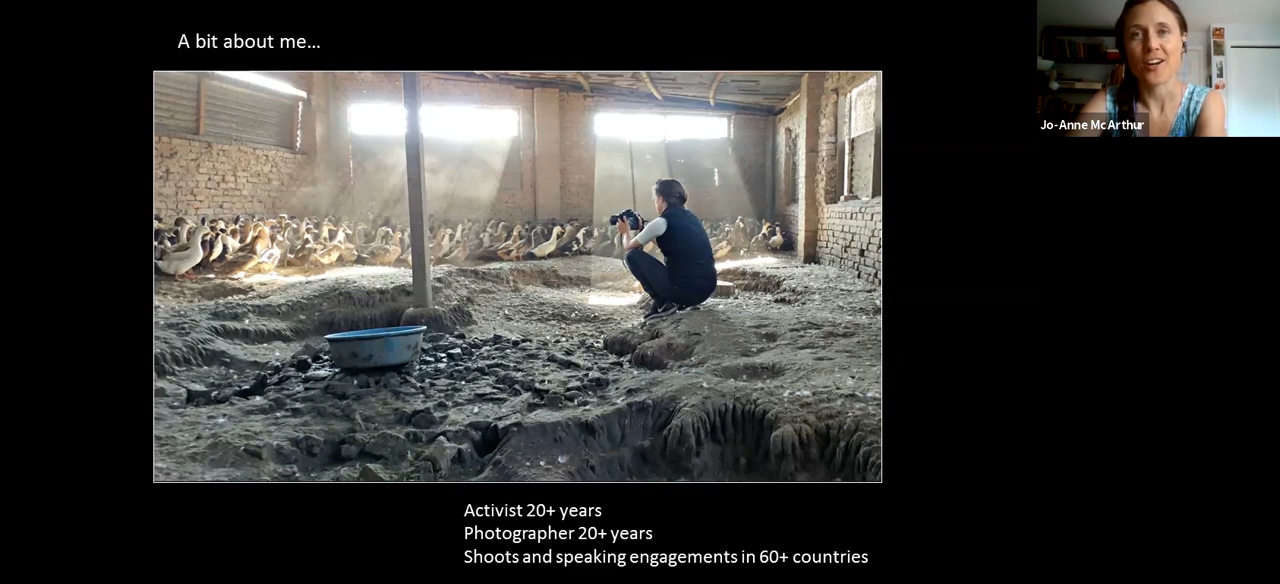 A bit about me...
Jo-Anne McArthur
Activist 20+ years
Photographer 20+ years
Shoots and speaking engagements in 60+ countries